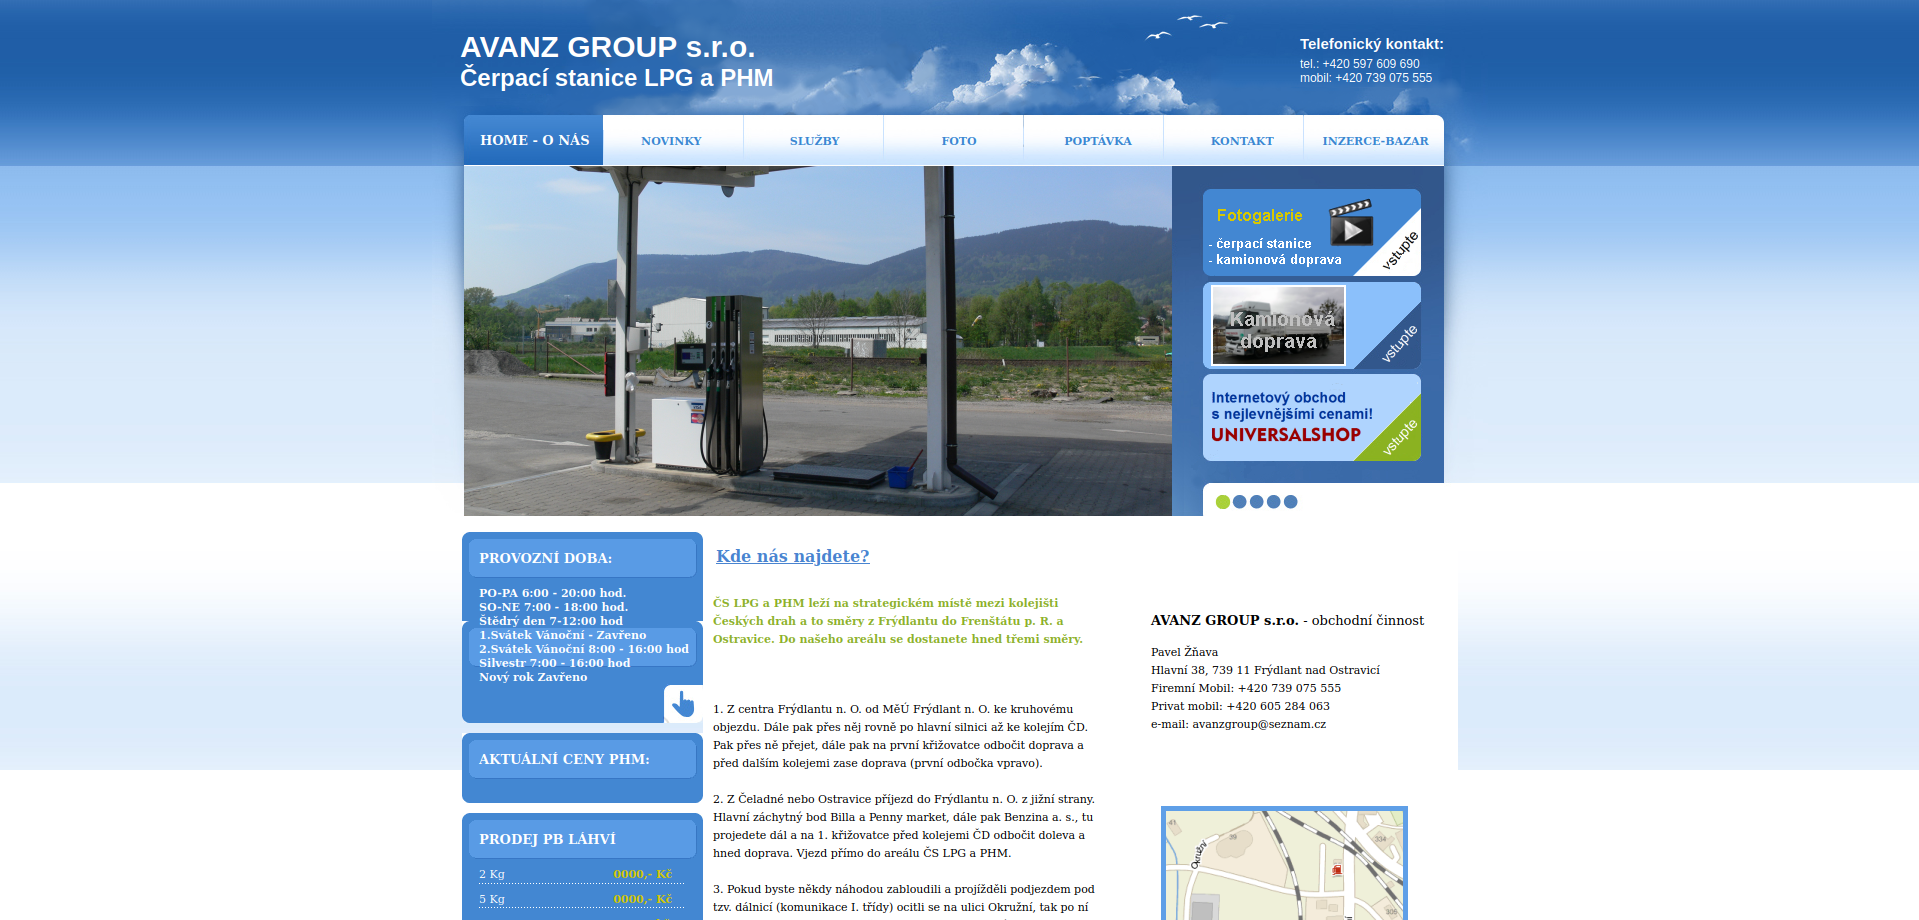 AVANZ GROUP s.r.o.
Čerpací stanice LPG a PHM
Telefonický kontakt:
tel.: +420 597 609 690
mobil: +420 739 075 555
HOME - O NÁS
NOVINKY
SLUŽBY
FOTO
POPTÁVKA
KONTAKT
INZERCE-BAZAR
Fotogalerie
- čerpací stanice
- kamionová doprava
vstupte
Kamionová
doprava
vstupte
Internetový obchod
s nejlevnějšími cenami!
UNIVERSALSHOP
vstupte
PROVOZNÍ DOBA:
PO-PA 6:00 - 20:00 hod.
SO-NE 7:00 - 18:00 hod.
Štědrý den 7-12:00 hod
1.Svátek Vánoční - Zavřeno
2.Svátek Vánoční 8:00 - 16:00 hod
Silvestr 7:00 - 16:00 hod
Nový rok Zavřeno
AKTUÁLNÍ CENY PHM:
PRODEJ PB LÁHVÍ
2 Kg 0000,- Kč
5 Kg 0000,- Kč
Kde nás najdete?
ČS LPG a PHM leží na strategickém místě mezi kolejišti
Českých drah a to směry z Frýdlantu do Frenštátu p. R. a
Ostravice. Do našeho areálu se dostanete hned třemi směry.
1. Z centra Frýdlantu n. O. od MěÚ Frýdlant n. O. ke kruhovému
objezdu. Dále pak přes něj rovně po hlavní silnici až ke kolejím ČD.
Pak přes ně přejet, dále pak na první křižovatce odbočit doprava a
před dalším kolejemi zase doprava (první odbočka vpravo).
2. Z Čeladné nebo Ostravice příjezd do Frýdlantu n. O. z jižní strany.
Hlavní záchytný bod Billa a Penny market, dále pak Benzina a. s., tu
projedete dál a na 1. křižovatce před kolejemi ČD odbočit doleva a
hned doprava. Vjezd přímo do areálu ČS LPG a PHM.
3. Pokud byste někdy náhodou zabloudili a projížděli podjezdem pod
tzv. dálnicí (komunikace I. třídy) ocitli se na ulici Okružní, tak po ní
AVANZ GROUP s.r.o. - obchodní činnost
Pavel Žňava
Hlavní 38, 739 11 Frýdlant nad Ostravicí
Firemní Mobil: +420 739 075 555
Privat mobil: +420 605 284 063
e-mail: avanzgroup@seznam.cz
41
39
334
Okružní
305